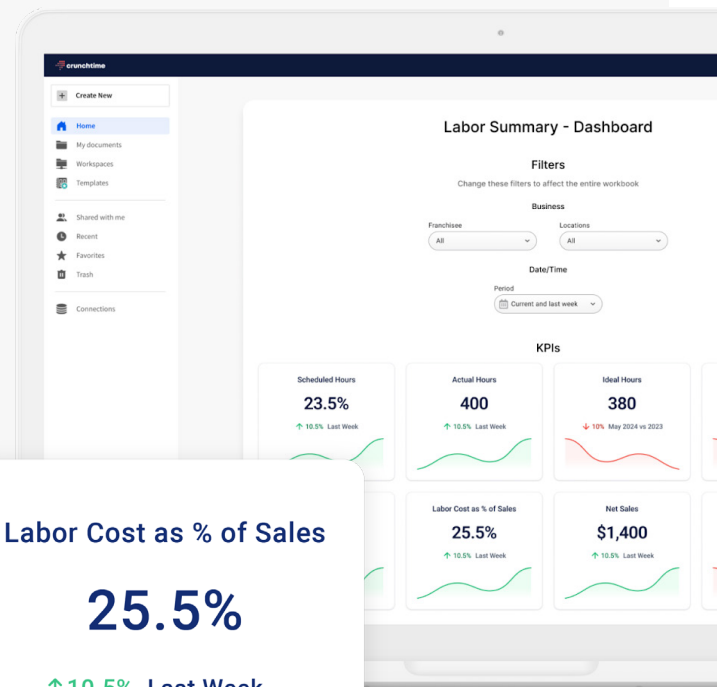 crunchtime
Create New
Home
My documents
Workspaces
Templates
Shared with me
Recent
Favorites
Trash
Connections
Labor Summary - Dashboard
Filters
Change these filters to affect the entire workbook
Business
Franchisee Locations
All All
Date/Time
Period
Current and last week
KPIs
Scheduled Hours Actual Hours Ideal Hours
23.5% 400 380
↑ 10.5% Last Week ↑ 10.5% Last Week ↓ 10% May 2024 vs 2023
Labor Cost as % of Sales Net Sales
25.5% $1,400
↑ 10.5% Last Week ↑ 10.5% Last Week
Labor Cost as % of Sales
25.5%
↑10.5% Last Week